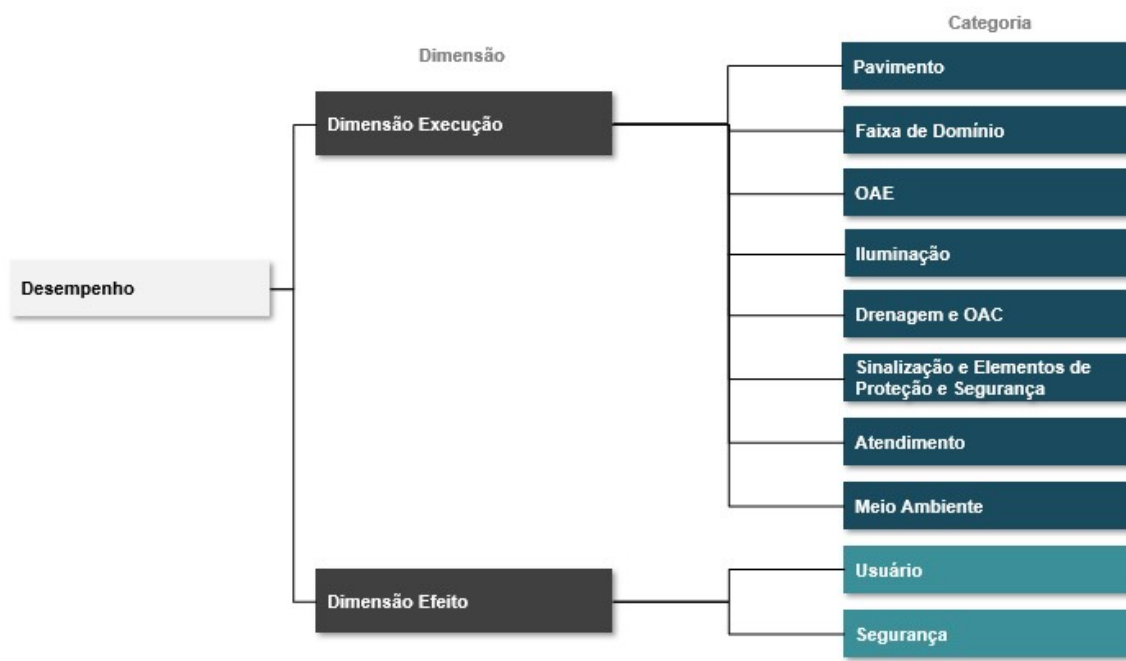 Categoria
Dimensão
Pavimento
Dimensão Execução
Faixa de Domínio
OAE
Iluminação
Desempenho
Drenagem e OAC
Sinalização e Elementos de
Proteção e Segurança
Atendimento
Meio Ambiente
Usuário
Dimensão Efeito
Segurança